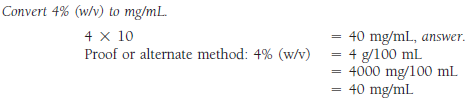 Convert 4% (w/v) to mg/mL.
4 × 10 = 40 mg/mL, answer.
Proof or alternate method: 4% (w/v) = 4 g/100 mL
= 4000 mg/100 mL
= 40 mg/mL